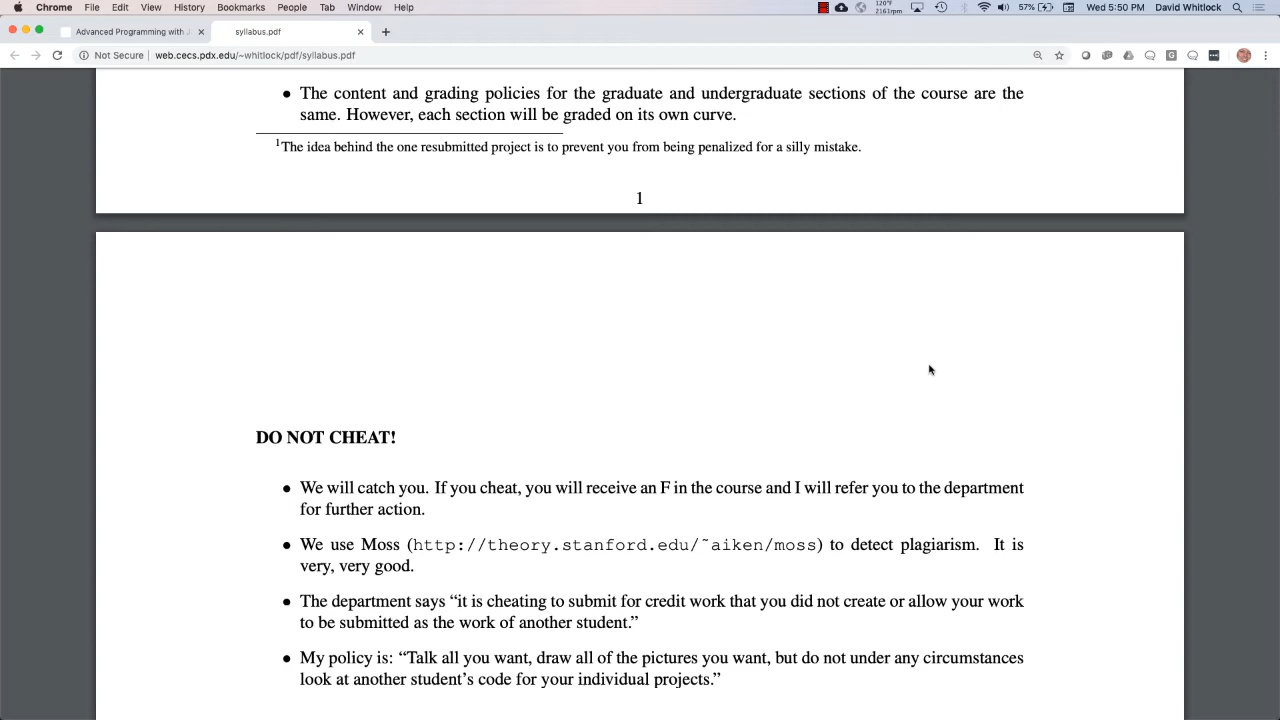 Chrome File Edit View History Bookmarks People Tab Window Help 120°F 2161rpm 57% Wed 5:50 PM David Whitlock
Advanced Programming with J syllabus.pdf
Not Secure web.cecs.pdx.edu/~whitlock/pdf/syllabus.pdf
• The content and grading policies for the graduate and undergraduate sections of the course are the
same. However, each section will be graded on its own curve.
1The idea behind the one resubmitted project is to prevent you from being penalized for a silly mistake.
1
DO NOT CHEAT!
• We will catch you. If you cheat, you will receive an F in the course and I will refer you to the department
for further action.
• We use Moss (http://theory.stanford.edu/~aiken/moss) to detect plagiarism. It is
very, very good.
• The department says “it is cheating to submit for credit work that you did not create or allow your work
to be submitted as the work of another student.”
• My policy is: “Talk all you want, draw all of the pictures you want, but do not under any circumstances
look at another student’s code for your individual projects.”